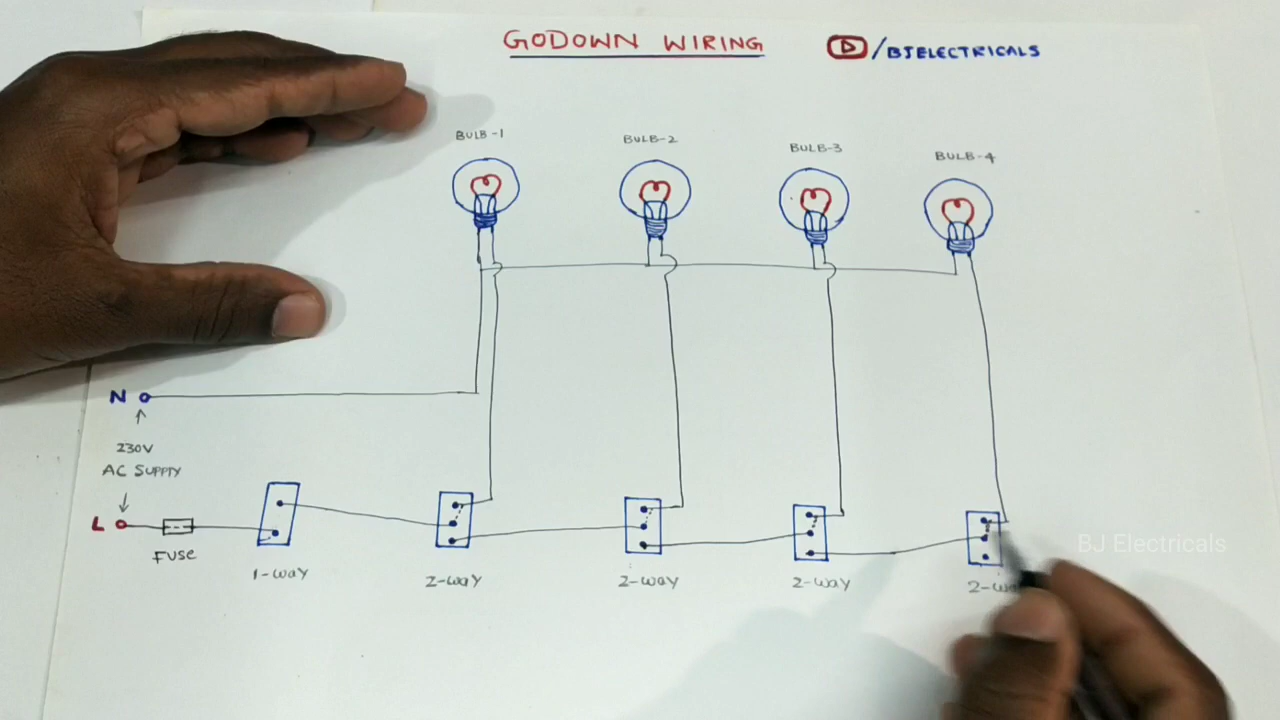 GODOWN WIRING
/BJELECTRICALS
BULB-1
BULB-2
BULB-3
BULB-4
N
230V
AC SUPPTY
L
FUSE
1-way
2-way
2-way
2-way
BJ Electricals